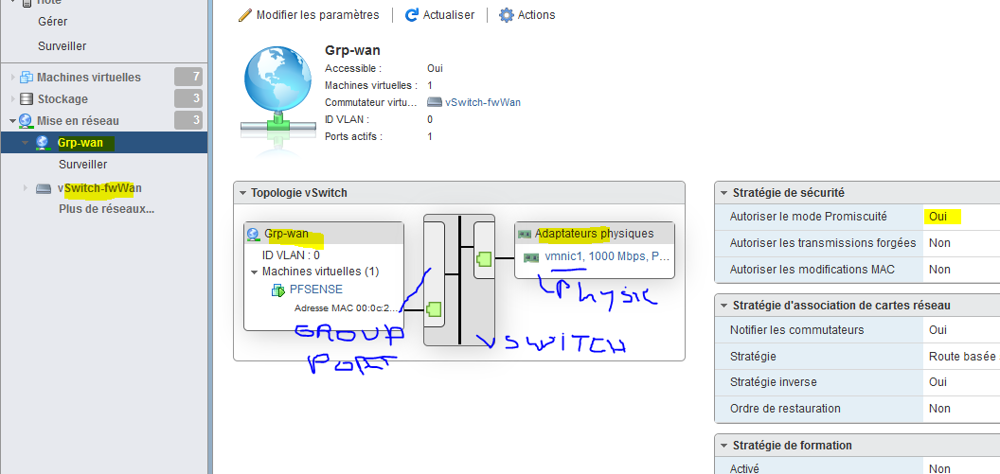 Hôte
Gérer
Surveiller
Machines virtuelles 7
Stockage 3
Mise en réseau 3
Grp-wan
Surveiller
vSwitch-fwWan
Plus de réseaux...
Modifier les paramètres Actualiser Actions
Grp-wan
Accessible : Oui
Machines virtuelles : 1
Commutateur virtu... vSwitch-fwWan
ID VLAN : 0
Ports actifs : 1
Topologie vSwitch
Grp-wan
ID VLAN : 0
Machines virtuelles (1)
PFSENSE
Adresse MAC 00:0c:2...
Adaptateurs physiques
vmnic1, 1000 Mbps, P...
Physic
GROUP
PORT
VSWITCH
Stratégie de sécurité
Autoriser le mode Promiscuité Oui
Autoriser les transmissions forgées Non
Autoriser les modifications MAC Non
Stratégie d'association de cartes réseau
Notifier les commutateurs Oui
Stratégie Route basée
Stratégie inverse Oui
Ordre de restauration Non
Stratégie de formation
Activé Non